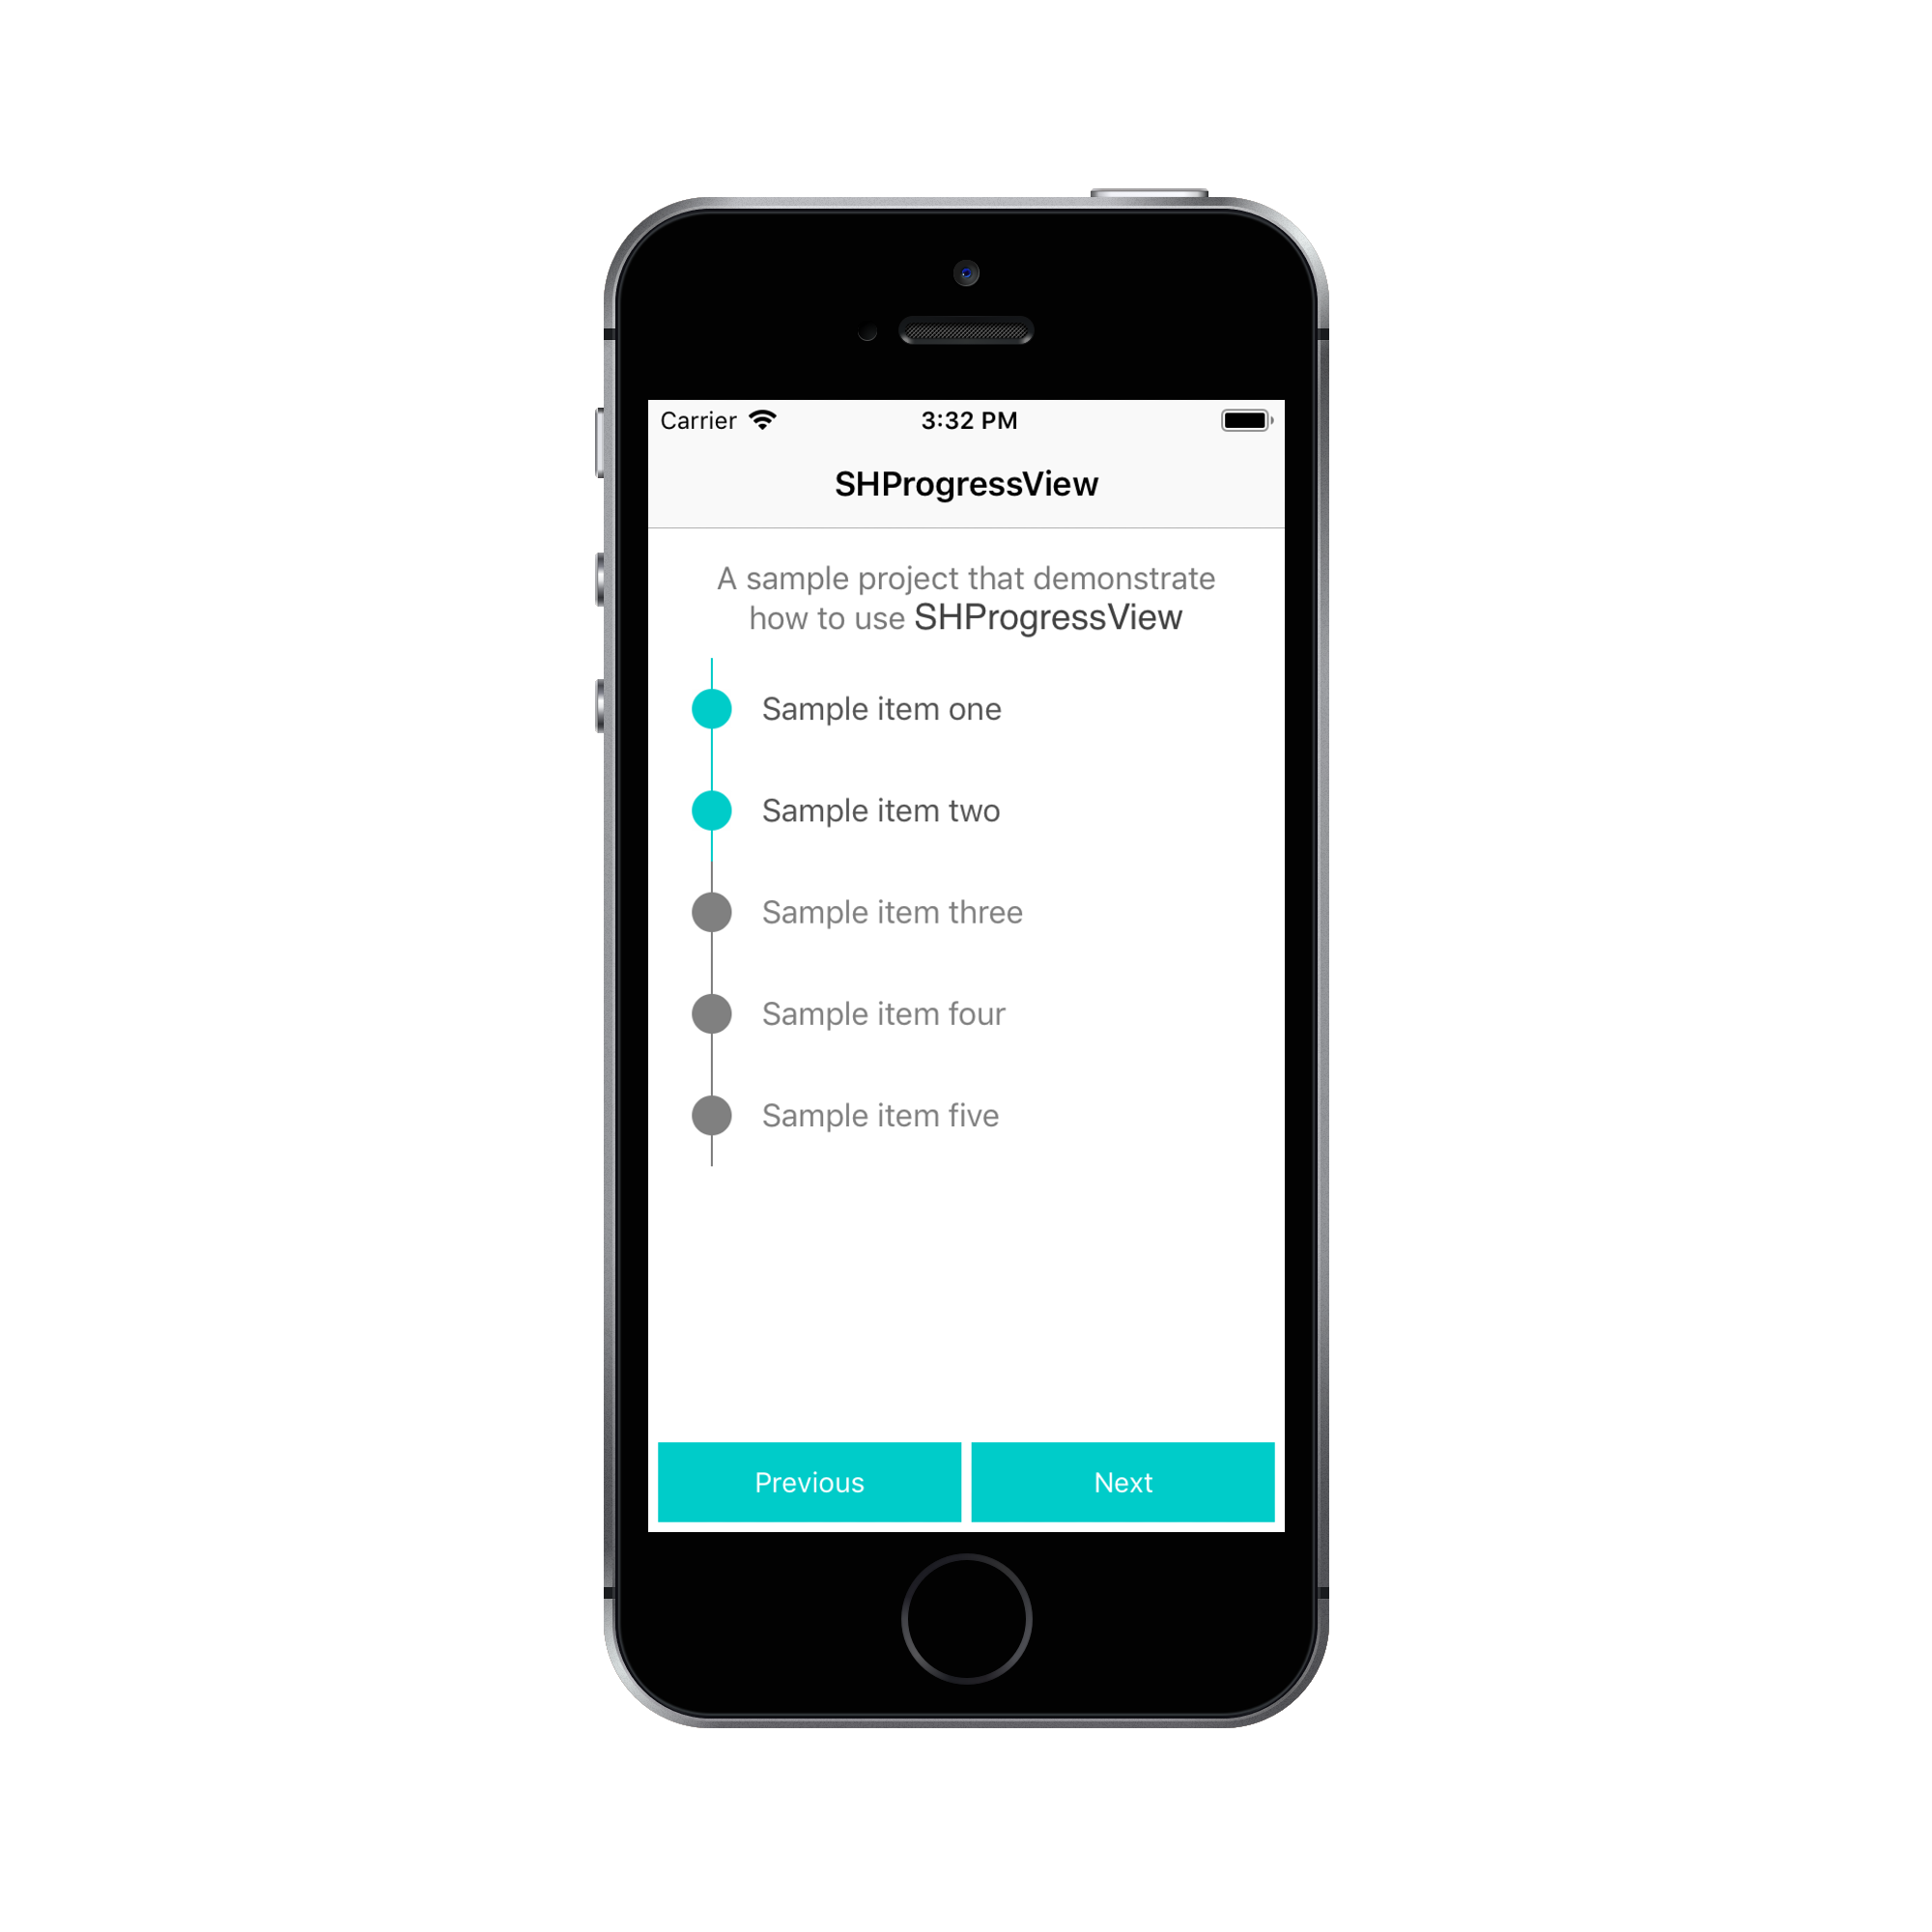 Carrier 3:32 PM
SHProgressView
A sample project that demonstrate
how to use SHProgressView
Sample item one
Sample item two
Sample item three
Sample item four
Sample item five
Previous Next